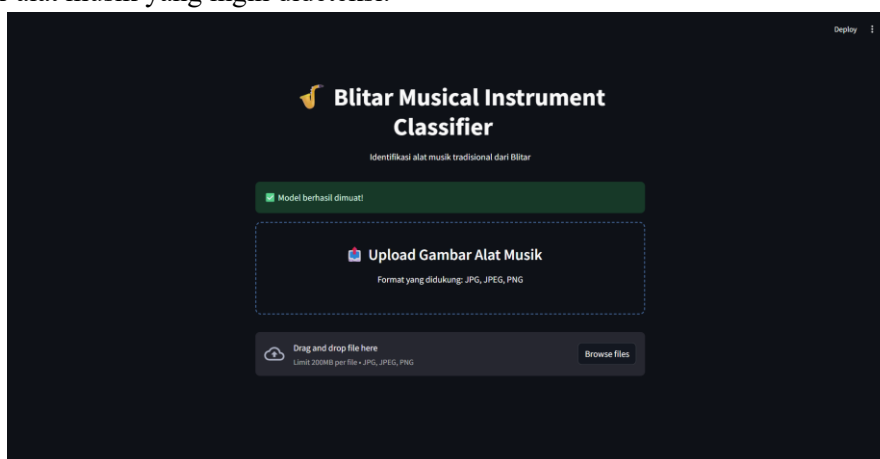 alat musik yang ingin dideteksi.
Deploy
Blitar Musical Instrument
Classifier
Identifikasi alat musik tradisional dari Blitar
Model berhasil dimuat!
Upload Gambar Alat Musik
Format yang didukung: JPG, JPEG, PNG
Drag and drop file here
Limit 200MB per file • JPG, JPEG, PNG
Browse files